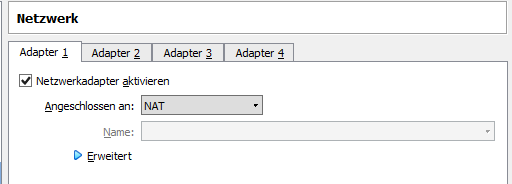 Netzwerk
Adapter 1 Adapter 2 Adapter 3 Adapter 4
Netzwerkadapter aktivieren
Angeschlossen an: NAT
Name:
Erweitert